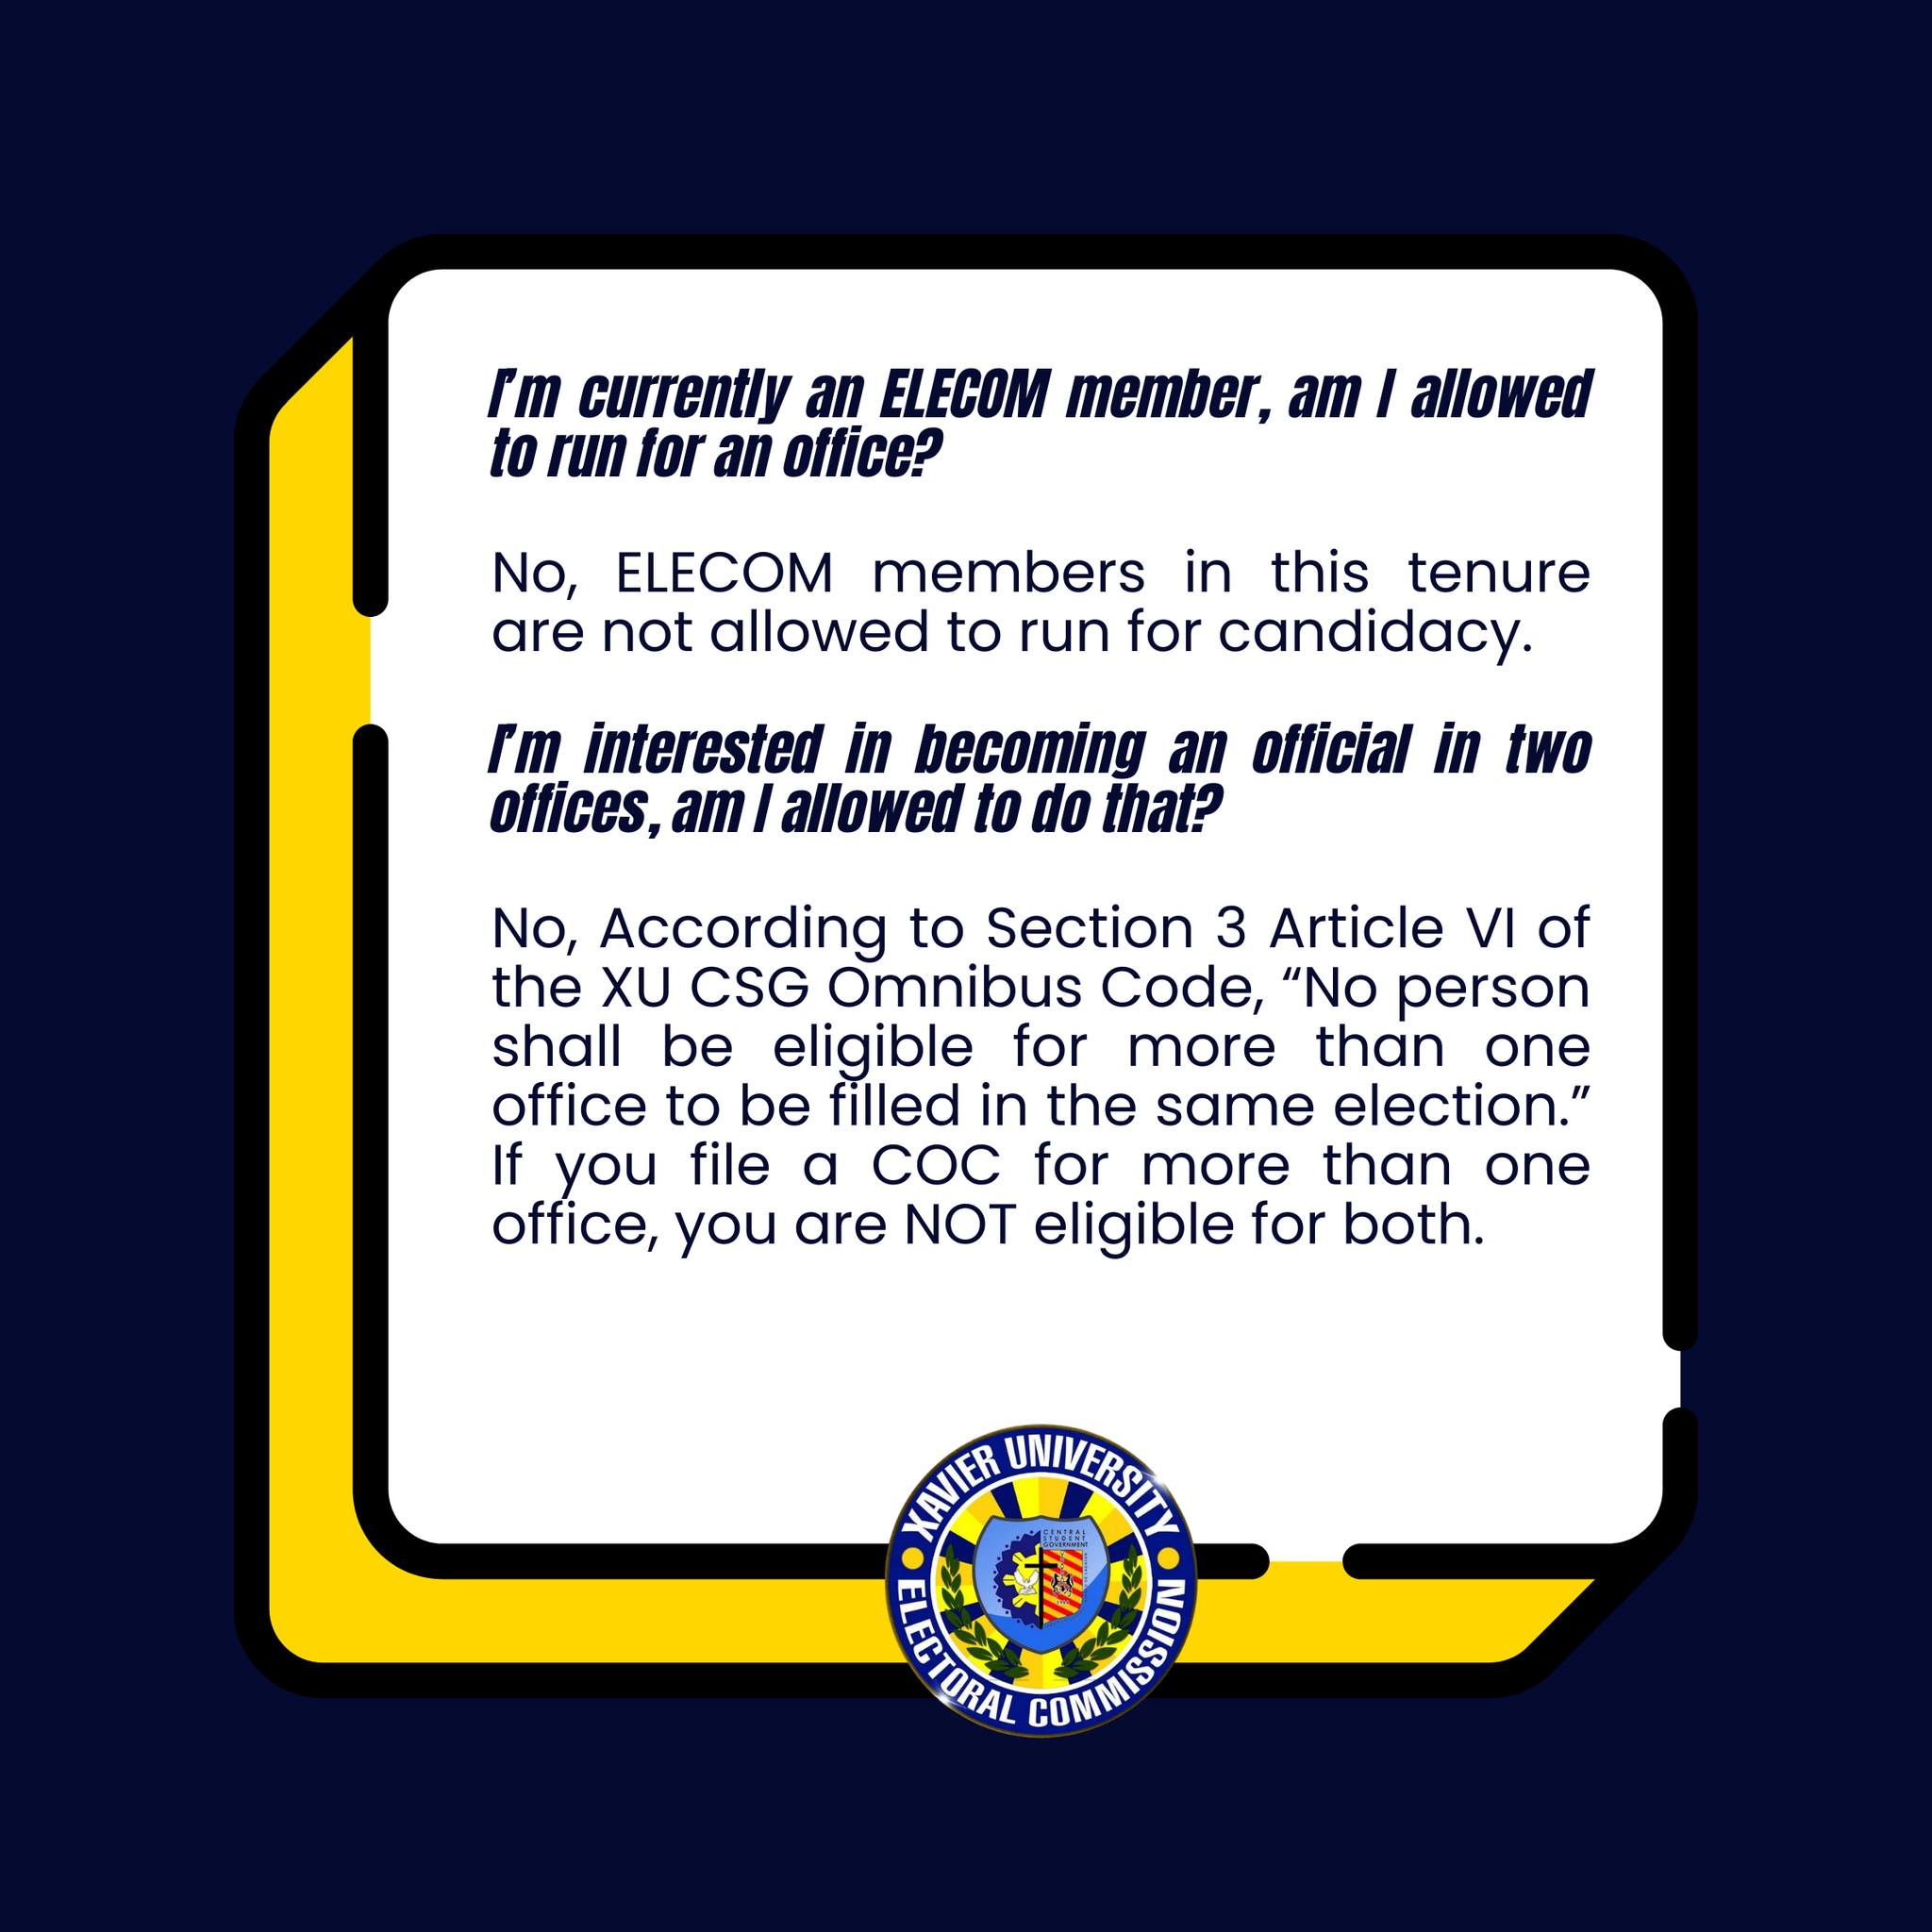 I'm currently an ELECOM member, am I allowed
to run for an office?
No, ELECOM members in this tenure
are not allowed to run for candidacy.
I'm interested in becoming an official in two
offices, am I allowed to do that?
No, According to Section 3 Article VI of
the XU CSG Omnibus Code, “No person
shall be eligible for more than one
office to be filled in the same election.”
If you file a COC for more than one
office, you are NOT eligible for both.
XAVIER UNIVERSITY
CENTRAL
STUDENT
GOVERNMENT
ELECTORAL COMMISSION